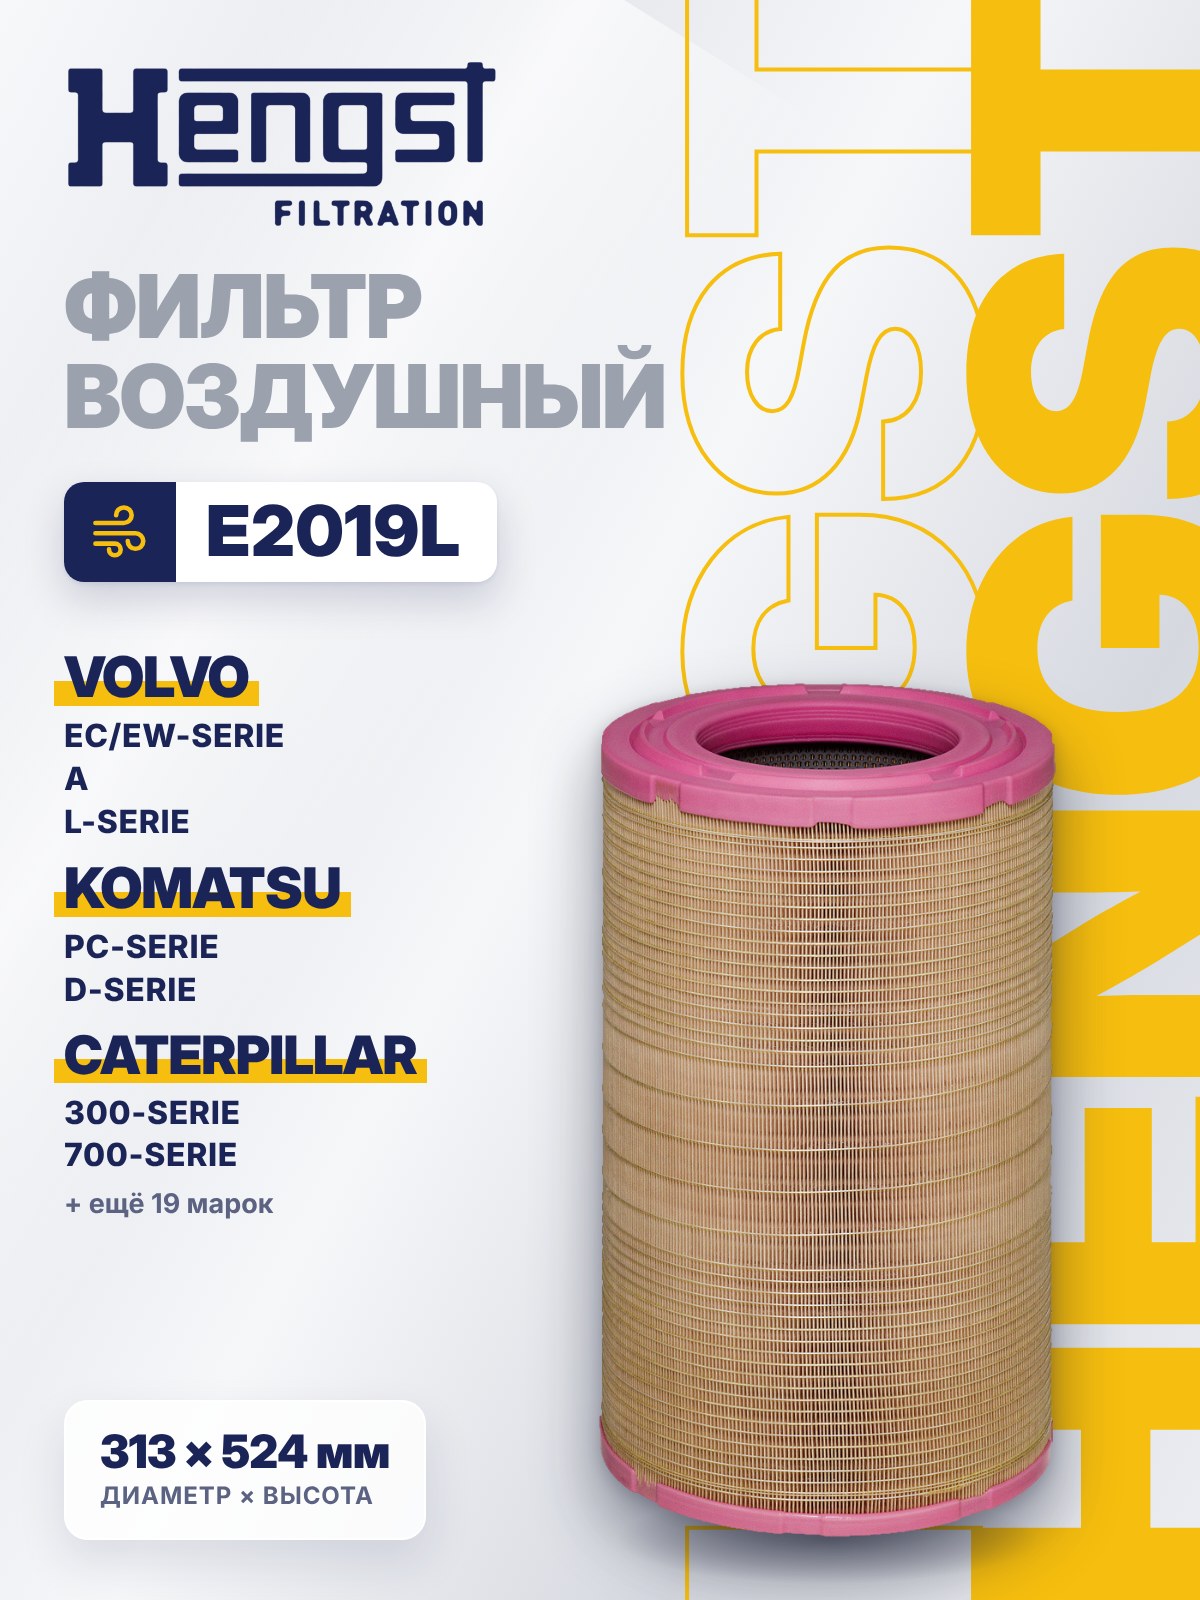 Hengst
FILTRATION
ФИЛЬТР
ВОЗДУШНЫЙ
E2019L
VOLVO
EC/EW-SERIE
A
L-SERIE
KOMATSU
PC-SERIE
D-SERIE
CATERPILLAR
300-SERIE
700-SERIE
+ ещё 19 марок
313 × 524 мм
ДИАМЕТР × ВЫСОТА
HENGST
HENGST